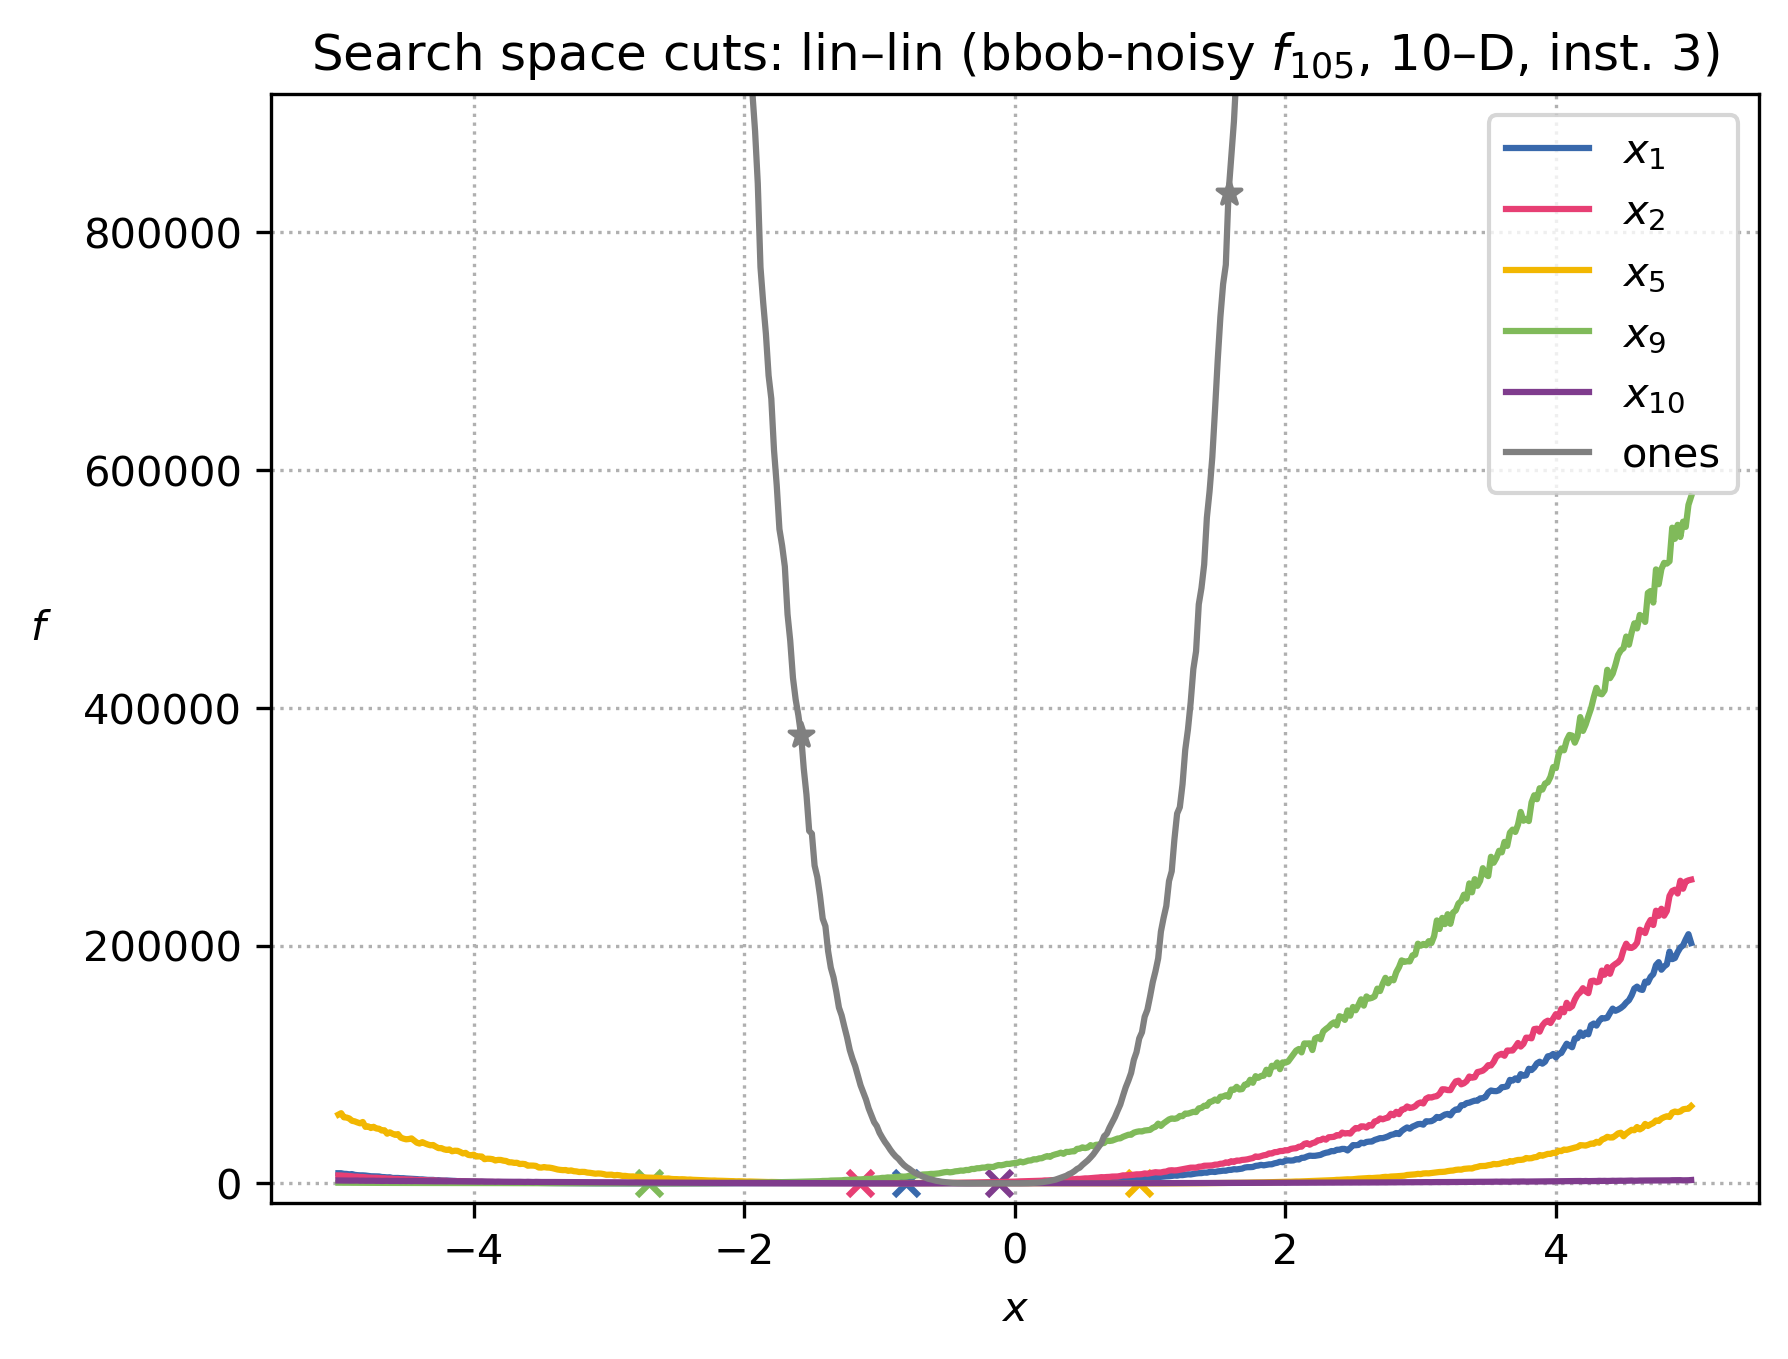 Search space cuts: lin–lin (bbob-noisy f₁₀₅, 10–D, inst. 3)
x₁
x₂
x₅
x₉
x₁₀
ones
800000
600000
400000
200000
0
f
−4
−2
0
2
4
x